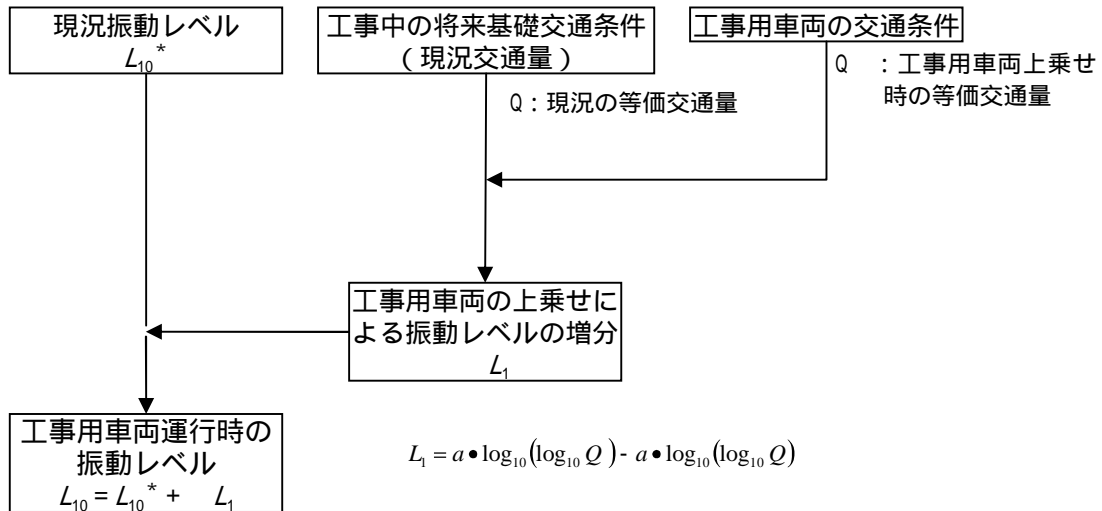 現況振動レベル
L10*
工事中の将来基礎交通条件
(現況交通量)
工事用車両の交通条件
Q:現況の等価交通量
Q :工事用車両上乗せ
時の等価交通量
工事用車両の上乗せに
よる振動レベルの増分
L1
工事用車両運行時の
振動レベル
L10 = L10* + L1
L1 = a • log10(log10 Q) - a • log10(log10 Q)